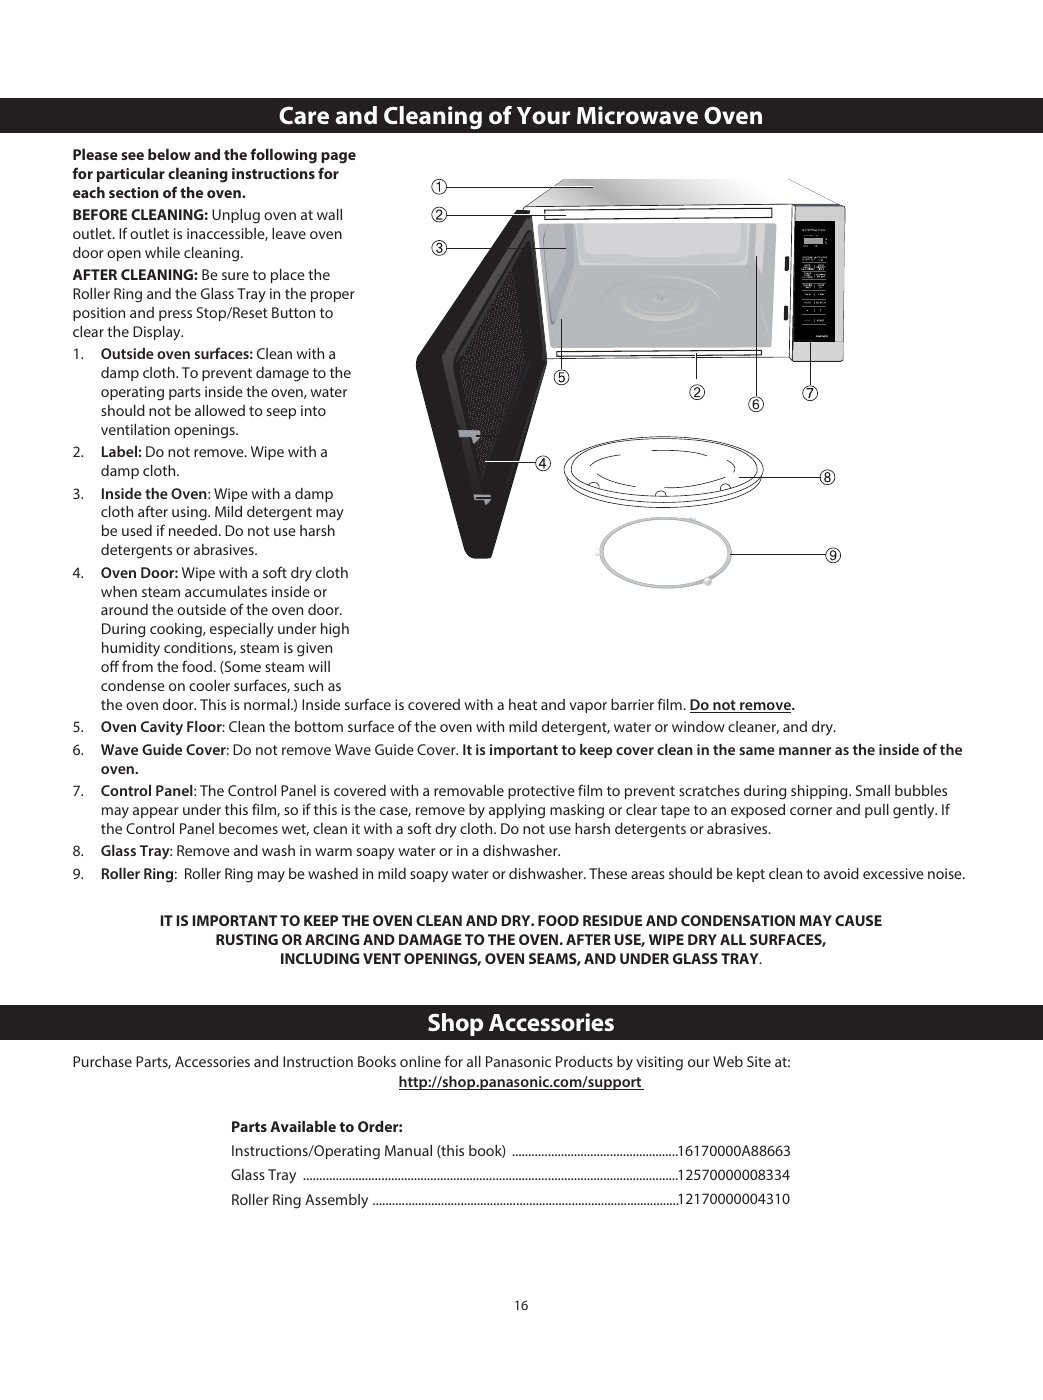 Care and Cleaning of Your Microwave Oven
Please see below and the following page
for particular cleaning instructions for
each section of the oven.
BEFORE CLEANING: Unplug oven at wall
outlet. If outlet is inaccessible, leave oven
door open while cleaning.
AFTER CLEANING: Be sure to place the
Roller Ring and the Glass Tray in the proper
position and press Stop/Reset Button to
clear the Display.
1. Outside oven surfaces: Clean with a
damp cloth. To prevent damage to the
operating parts inside the oven, water
should not be allowed to seep into
ventilation openings.
2. Label: Do not remove. Wipe with a
damp cloth.
3. Inside the Oven: Wipe with a damp
cloth after using. Mild detergent may
be used if needed. Do not use harsh
detergents or abrasives.
4. Oven Door: Wipe with a soft dry cloth
when steam accumulates inside or
around the outside of the oven door.
During cooking, especially under high
humidity conditions, steam is given
off from the food. (Some steam will
condense on cooler surfaces, such as
the oven door. This is normal.) Inside surface is covered with a heat and vapor barrier film. Do not remove.
5. Oven Cavity Floor: Clean the bottom surface of the oven with mild detergent, water or window cleaner, and dry.
6. Wave Guide Cover: Do not remove Wave Guide Cover. It is important to keep cover clean in the same manner as the inside of the
oven.
7. Control Panel: The Control Panel is covered with a removable protective film to prevent scratches during shipping. Small bubbles
may appear under this film, so if this is the case, remove by applying masking or clear tape to an exposed corner and pull gently. If
the Control Panel becomes wet, clean it with a soft dry cloth. Do not use harsh detergents or abrasives.
8. Glass Tray: Remove and wash in warm soapy water or in a dishwasher.
9. Roller Ring:  Roller Ring may be washed in mild soapy water or dishwasher. These areas should be kept clean to avoid excessive noise.
①
②
③
④
⑤
②
⑥
⑦
⑧
⑨
IT IS IMPORTANT TO KEEP THE OVEN CLEAN AND DRY. FOOD RESIDUE AND CONDENSATION MAY CAUSE
RUSTING OR ARCING AND DAMAGE TO THE OVEN. AFTER USE, WIPE DRY ALL SURFACES,
INCLUDING VENT OPENINGS, OVEN SEAMS, AND UNDER GLASS TRAY.
Shop Accessories
Purchase Parts, Accessories and Instruction Books online for all Panasonic Products by visiting our Web Site at:
http://shop.panasonic.com/support
Parts Available to Order:
Instructions/Operating Manual (this book) ...................................................16170000A88663
Glass Tray ...................................................................................................................12570000008334
Roller Ring Assembly ..............................................................................................12170000004310
16